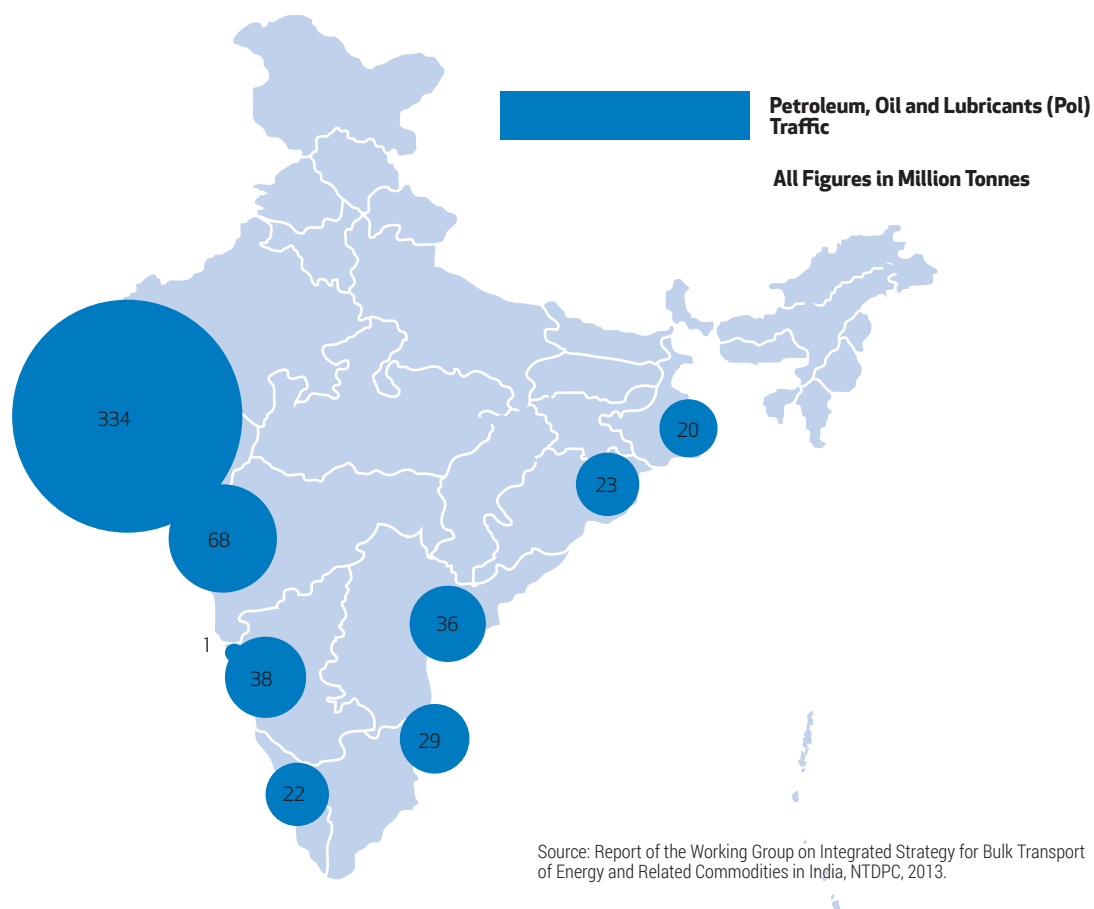 Petroleum, Oil and Lubricants (Pol)
Traffic
All Figures in Million Tonnes
334
20
23
68
36
1
38
29
22
Source: Report of the Working Group on Integrated Strategy for Bulk Transport
of Energy and Related Commodities in India, NTDPC, 2013.